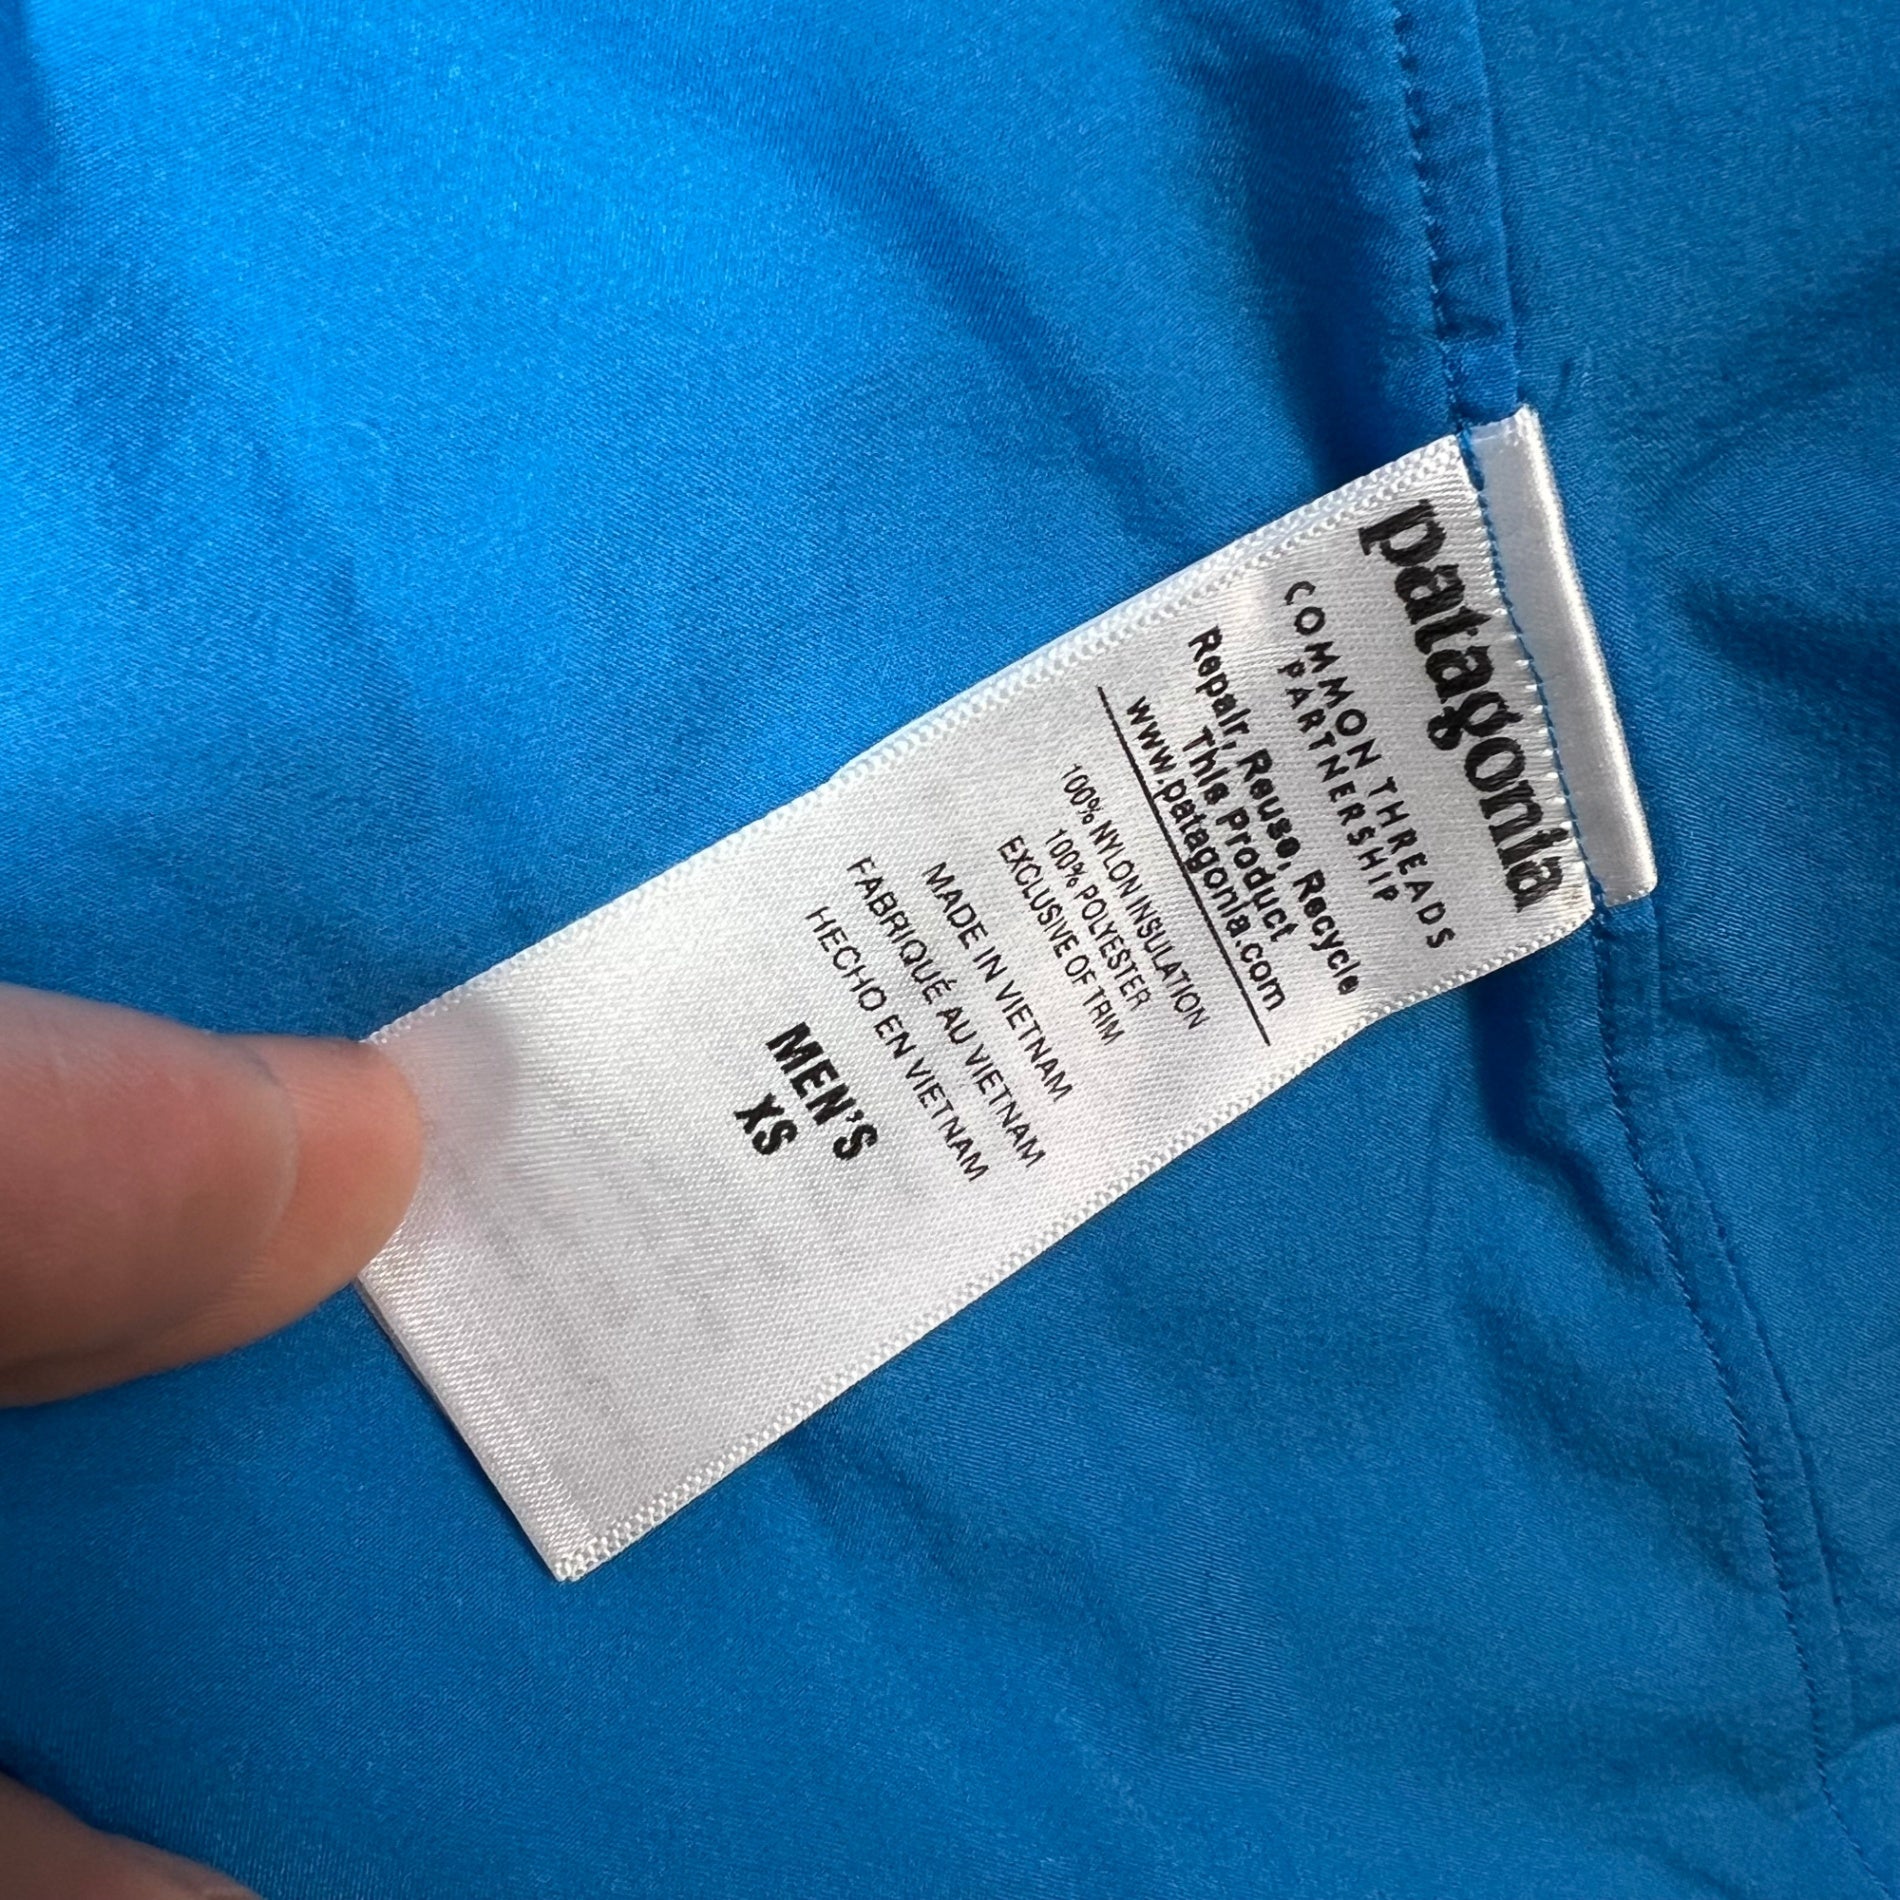 patagonia
COMMON THREADS
PARTNERSHIP
Repair, Reuse, Recycle
This Product
www.patagonia.com
100% NYLON INSULATION
100% POLYESTER
EXCLUSIVE OF TRIM
MADE IN VIETNAM
FABRIQUÉ AU VIETNAM
HECHO EN VIETNAM
MEN'S
XS